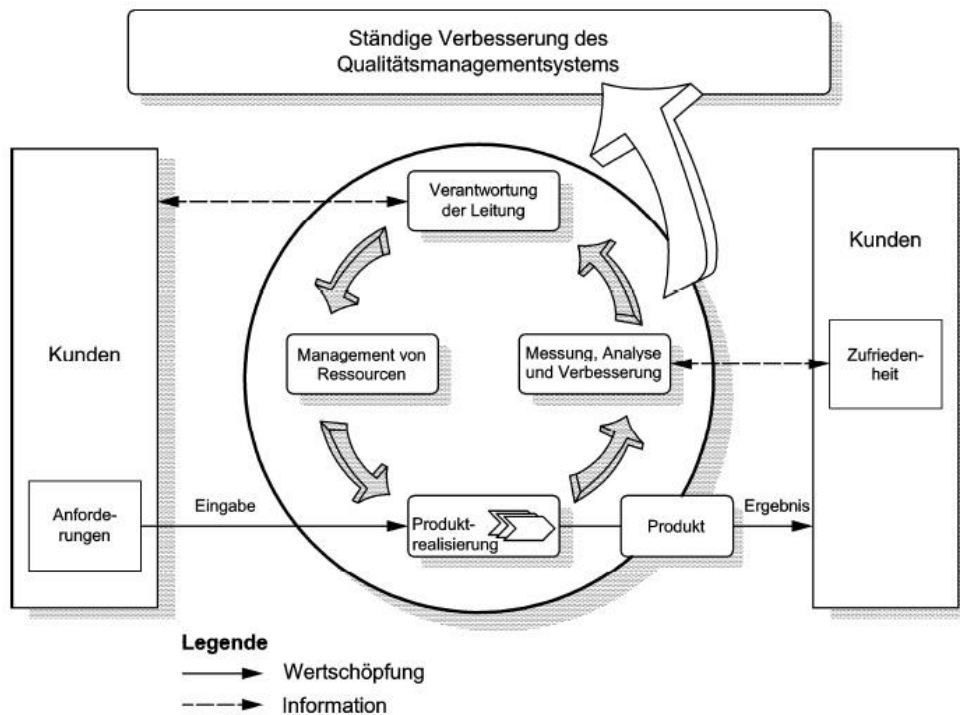 Ständige Verbesserung des
Qualitätsmanagementsystems
Verantwortung
der Leitung
Kunden
Kunden
Management von
Ressourcen
Messung, Analyse
und Verbesserung
Zufrieden-
heit
Anforde-
rungen
Eingabe
Produkt-
realisierung
Produkt
Ergebnis
Legende
Wertschöpfung
Information